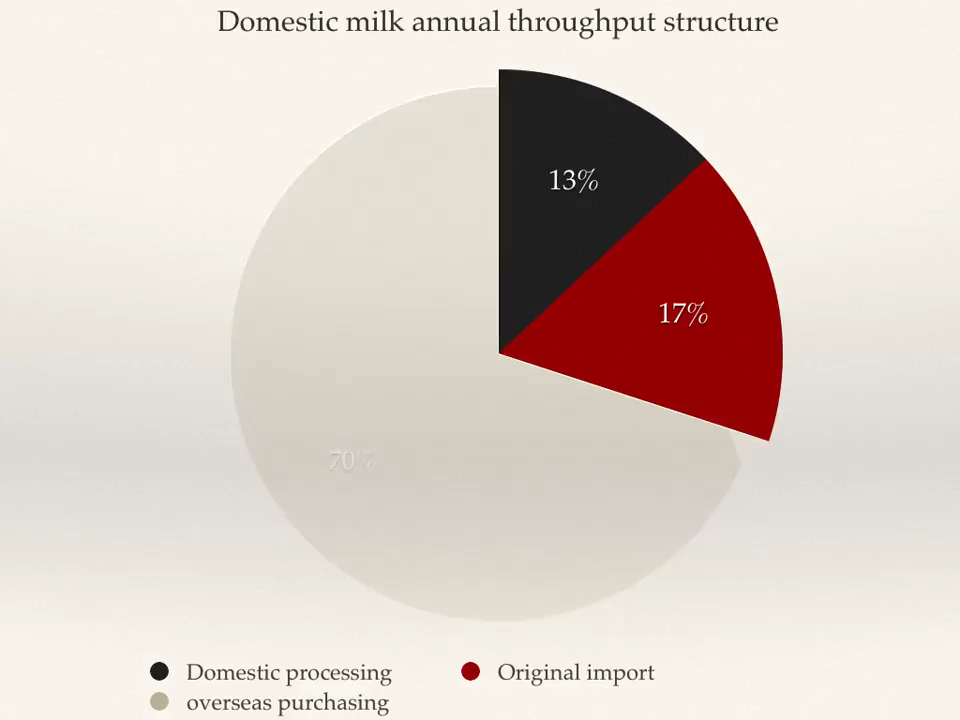 Domestic milk annual throughput structure
13%
17%
70%
Domestic processing
Original import
overseas purchasing